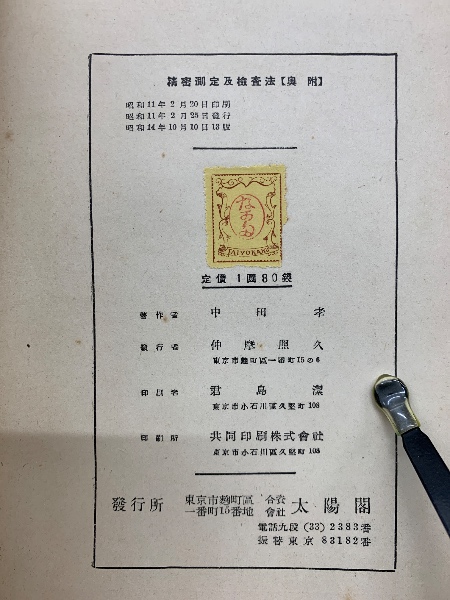 精密測定及檢査法【奧附】
昭和11年2月20日印刷
昭和11年2月25日發行
昭和14年10月10日13版
TAIYOKAKU
定價 1圓80錢
著作者 中田孝
發行者 仲摩照久
東京市麴町區一番町15の6
印刷者 君島潔
東京市小石川區久堅町108
印刷所 共同印刷株式會社
東京市小石川區久堅町108
發行所 東京市麴町區一番町15番地 合資會社 太陽閣
電話九段 (33) 2383番
振替東京 83182番